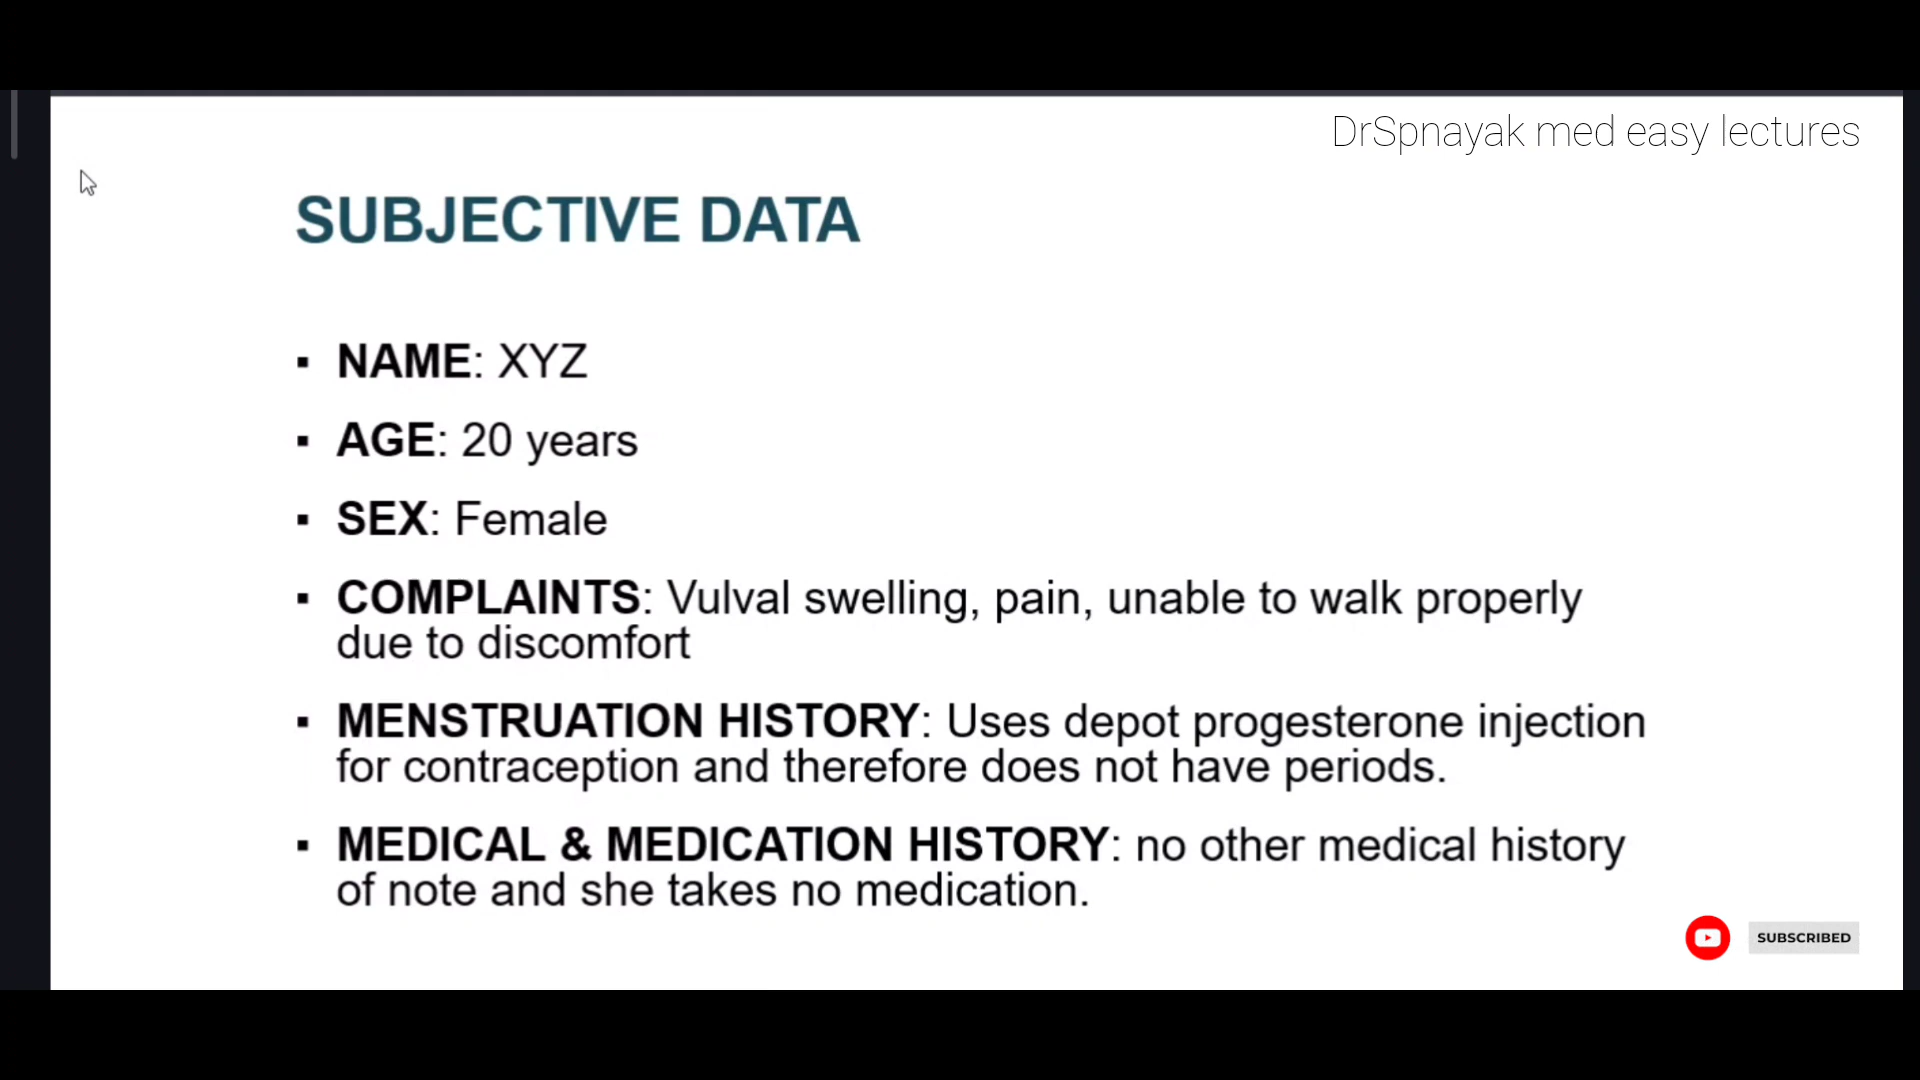 DrSpnayak med easy lectures
SUBJECTIVE DATA
▪ NAME: XYZ
▪ AGE: 20 years
▪ SEX: Female
▪ COMPLAINTS: Vulval swelling, pain, unable to walk properly
due to discomfort
▪ MENSTRUATION HISTORY: Uses depot progesterone injection
for contraception and therefore does not have periods.
▪ MEDICAL & MEDICATION HISTORY: no other medical history
of note and she takes no medication.
SUBSCRIBED